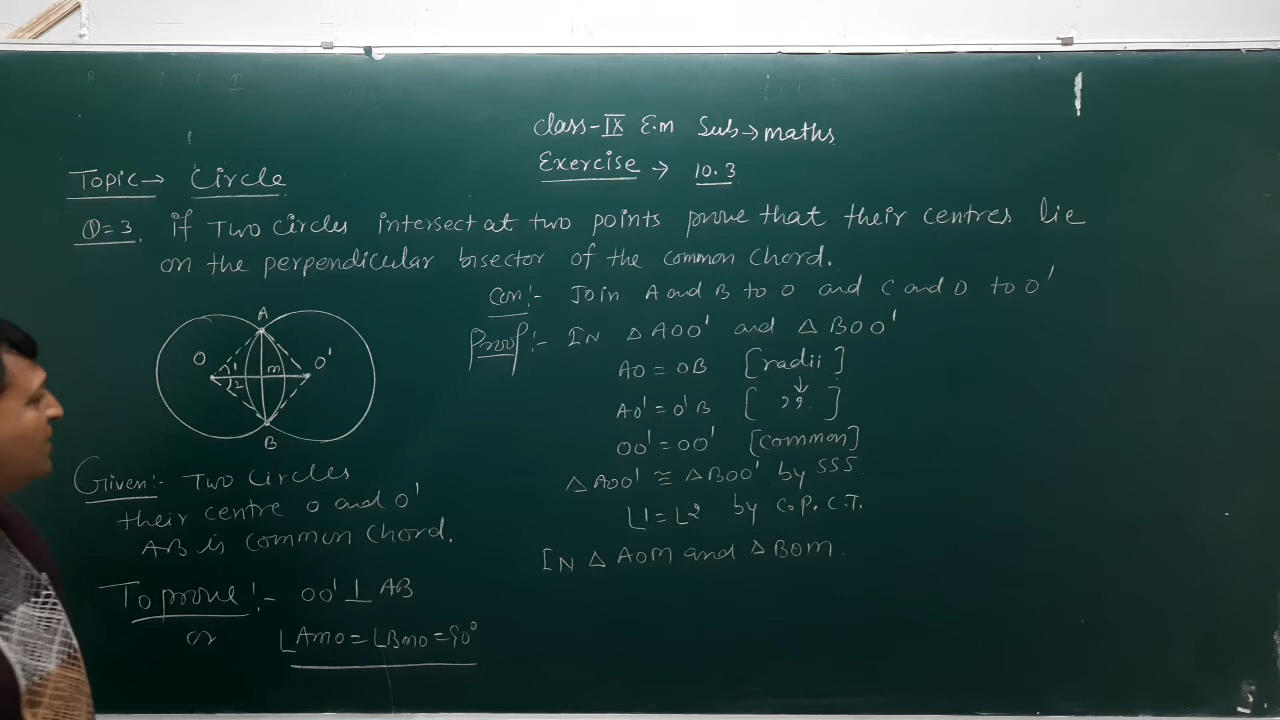 Class-IX E.m Sub→maths
Exercise → 10.3
Topic→ Circle
Q=3. if Two Circles intersect at two points prove that their centres lie
on the perpendicular bisector of the common Chord.
Con:- Join A and B to O and C and D to O'
Proof:- IN △AOO' and △BOO'
AO = OB [radii]
AO' = O'B [ ,, ]
OO' = OO' [Common]
△AOO' ≅ △BOO' by SSS
∠1=∠2 by C.P.C.T.
IN △AOM and △BOM.
A
O 1 m O'
2
B
Given:- Two Circles
their centre O and O'
AB is common chord.
To prove:- OO' ⊥ AB
or ∠AmO = ∠BmO = 90°